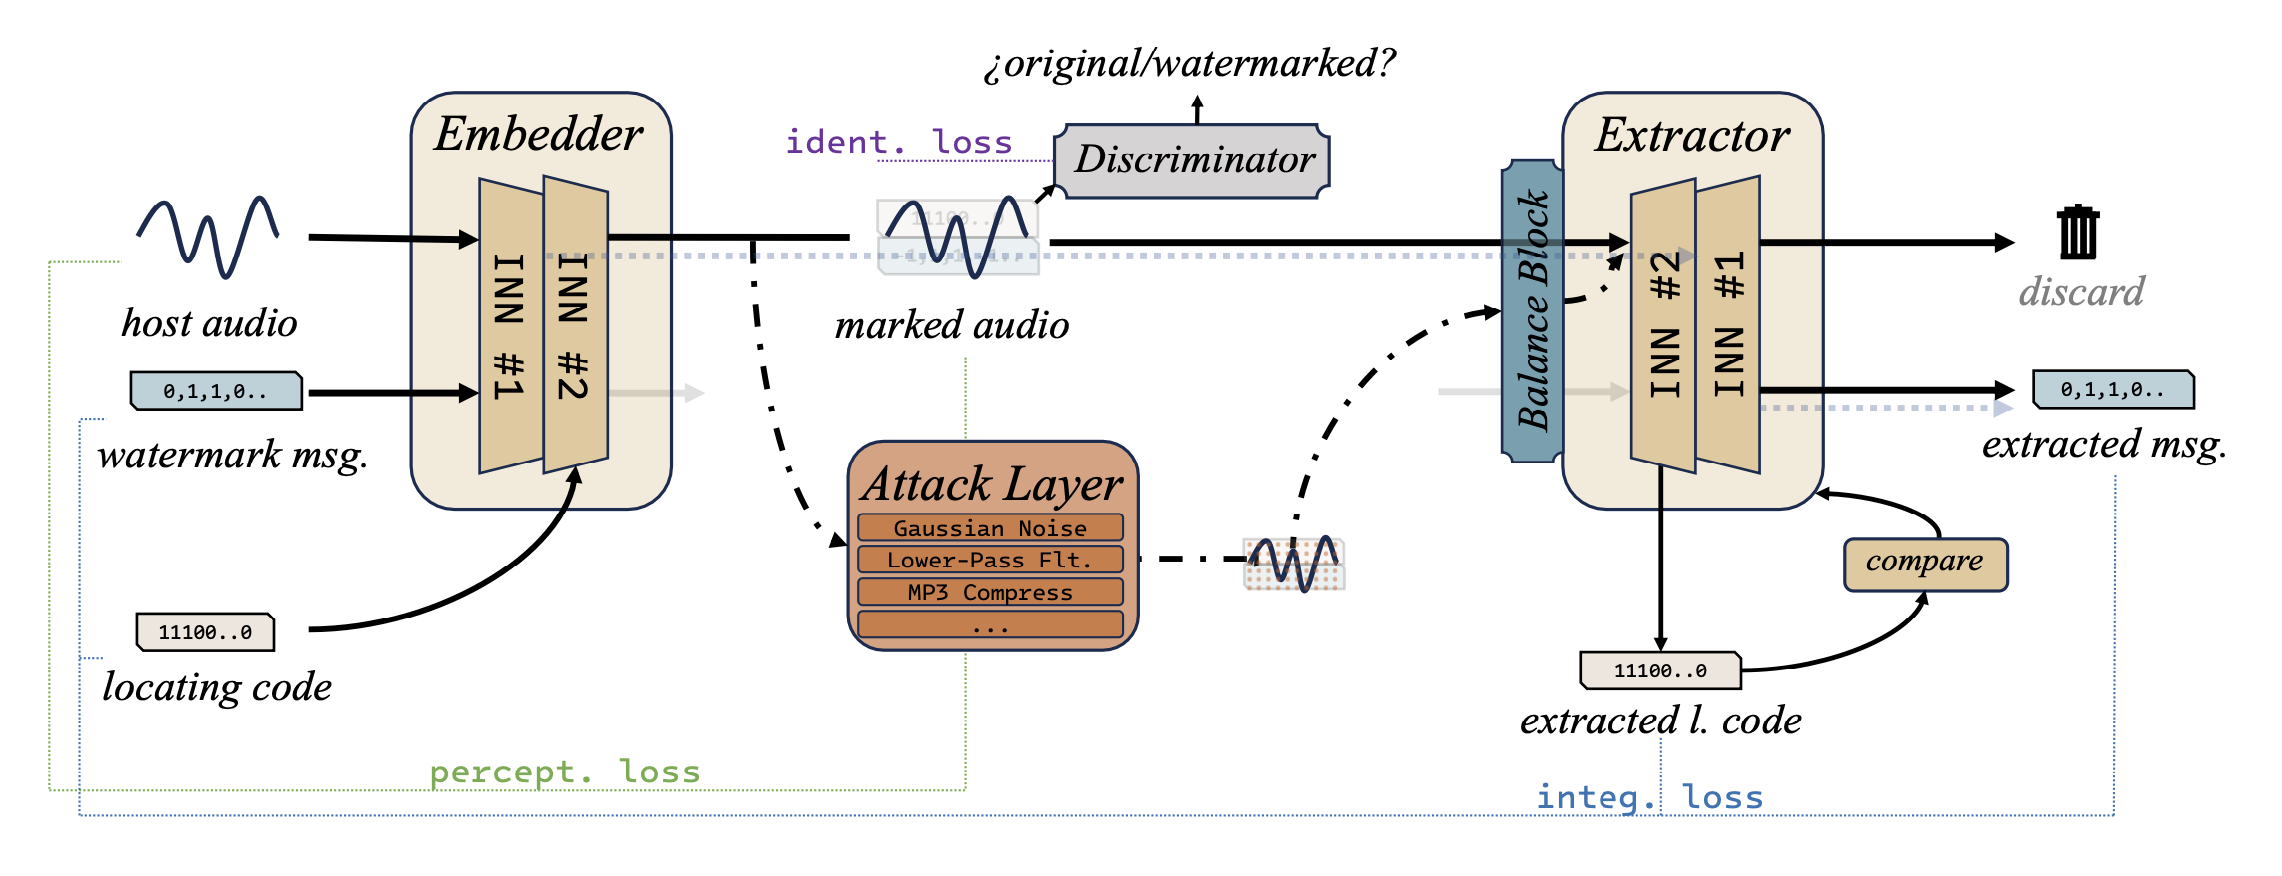 ¿original/watermarked?
Embedder
ident. loss
Discriminator
Extractor
INN #1
INN #2
11100..0
host audio
marked audio
Balance Block
INN #2
INN #1
discard
0,1,1,0..
watermark msg.
0,1,1,0..
extracted msg.
Attack Layer
Gaussian Noise
Lower-Pass Flt.
MP3 Compress
...
compare
11100..0
locating code
11100..0
extracted l. code
percept. loss
integ. loss